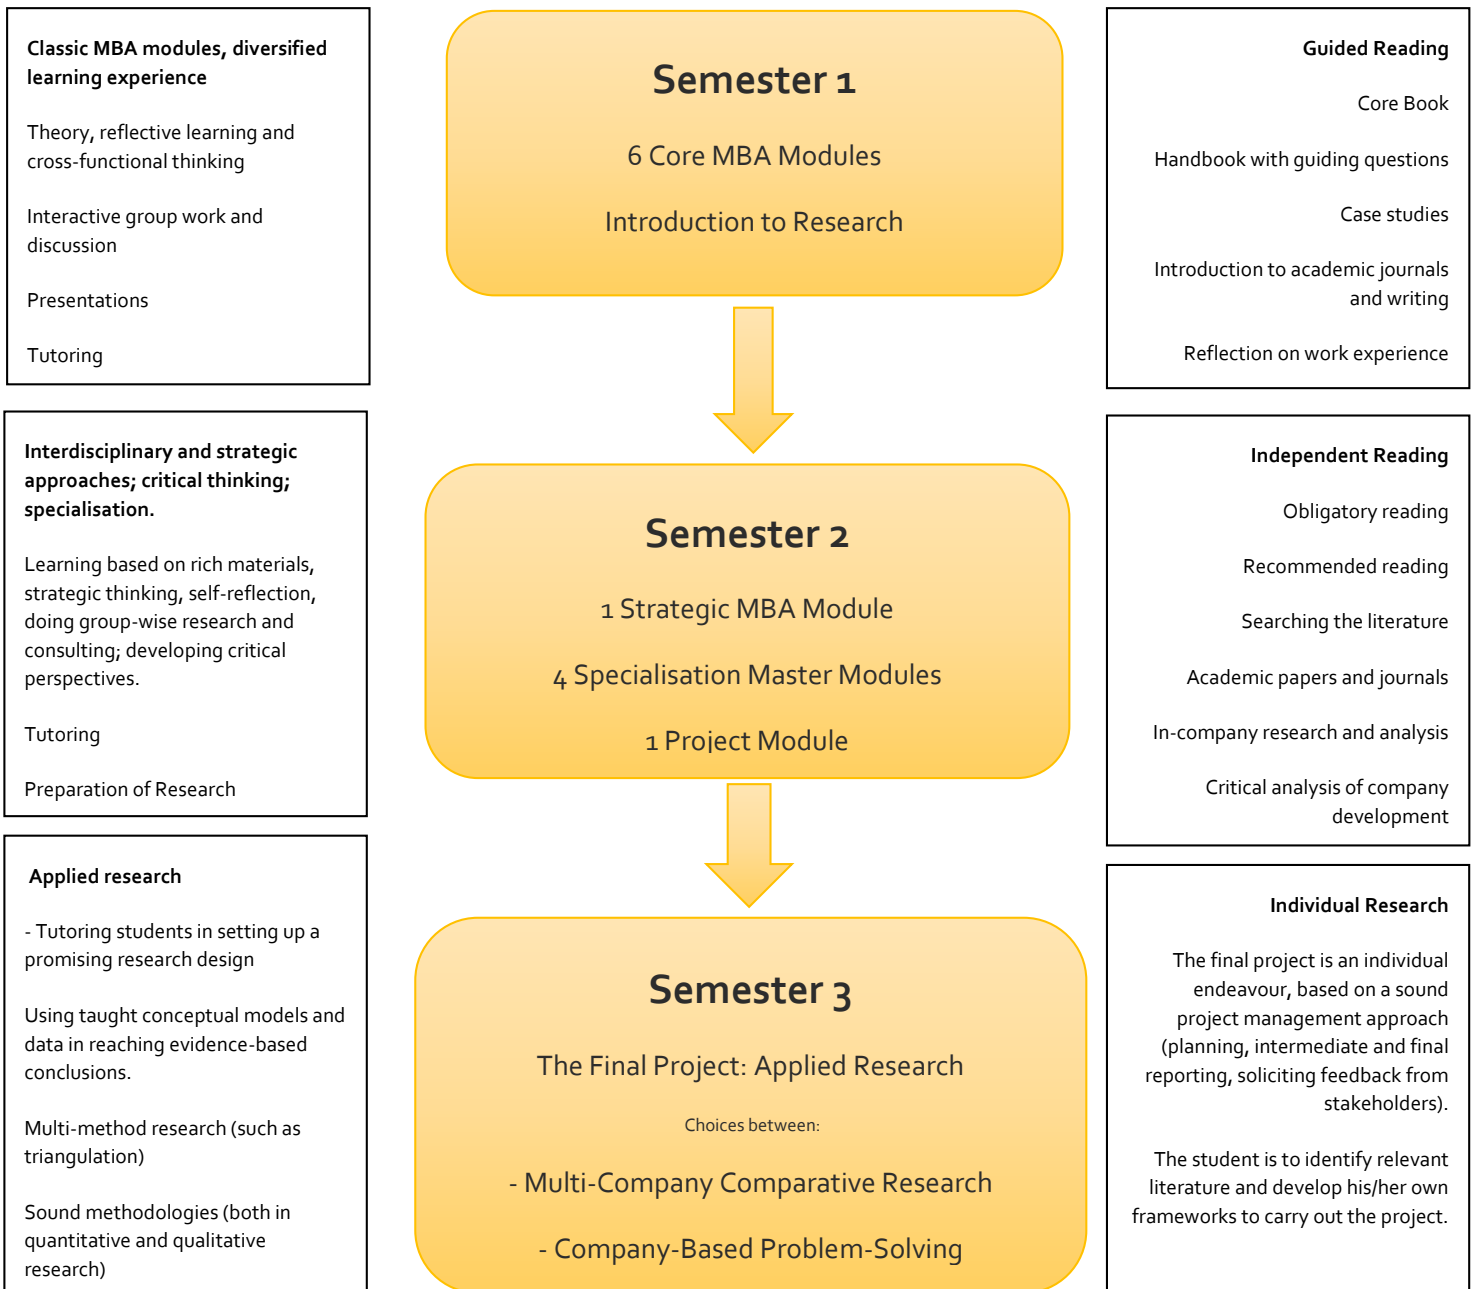 Classic MBA modules, diversified
learning experience
Theory, reflective learning and
cross-functional thinking
Interactive group work and
discussion
Presentations
Tutoring
Semester 1
6 Core MBA Modules
Introduction to Research
Guided Reading
Core Book
Handbook with guiding questions
Case studies
Introduction to academic journals
and writing
Reflection on work experience
Interdisciplinary and strategic
approaches; critical thinking;
specialisation.
Learning based on rich materials,
strategic thinking, self-reflection,
doing group-wise research and
consulting; developing critical
perspectives.
Tutoring
Preparation of Research
Semester 2
1 Strategic MBA Module
4 Specialisation Master Modules
1 Project Module
Independent Reading
Obligatory reading
Recommended reading
Searching the literature
Academic papers and journals
In-company research and analysis
Critical analysis of company
development
Applied research
- Tutoring students in setting up a
promising research design
Using taught conceptual models and
data in reaching evidence-based
conclusions.
Multi-method research (such as
triangulation)
Sound methodologies (both in
quantitative and qualitative
research)
Semester 3
The Final Project: Applied Research
Choices between:
- Multi-Company Comparative Research
- Company-Based Problem-Solving
Individual Research
The final project is an individual
endeavour, based on a sound
project management approach
(planning, intermediate and final
reporting, soliciting feedback from
stakeholders).
The student is to identify relevant
literature and develop his/her own
frameworks to carry out the project.